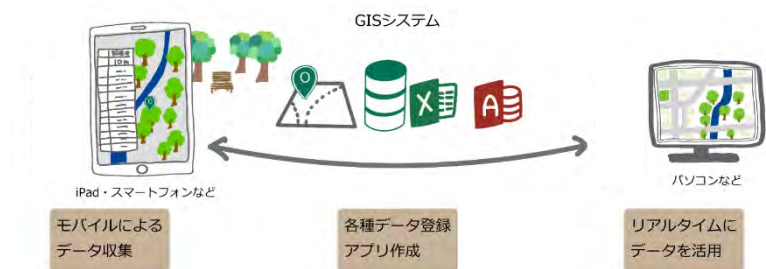 GISシステム
X
A
iPad・スマートフォンなど
パソコンなど
モバイルによる
データ収集
各種データ登録
アプリ作成
リアルタイムに
データを活用